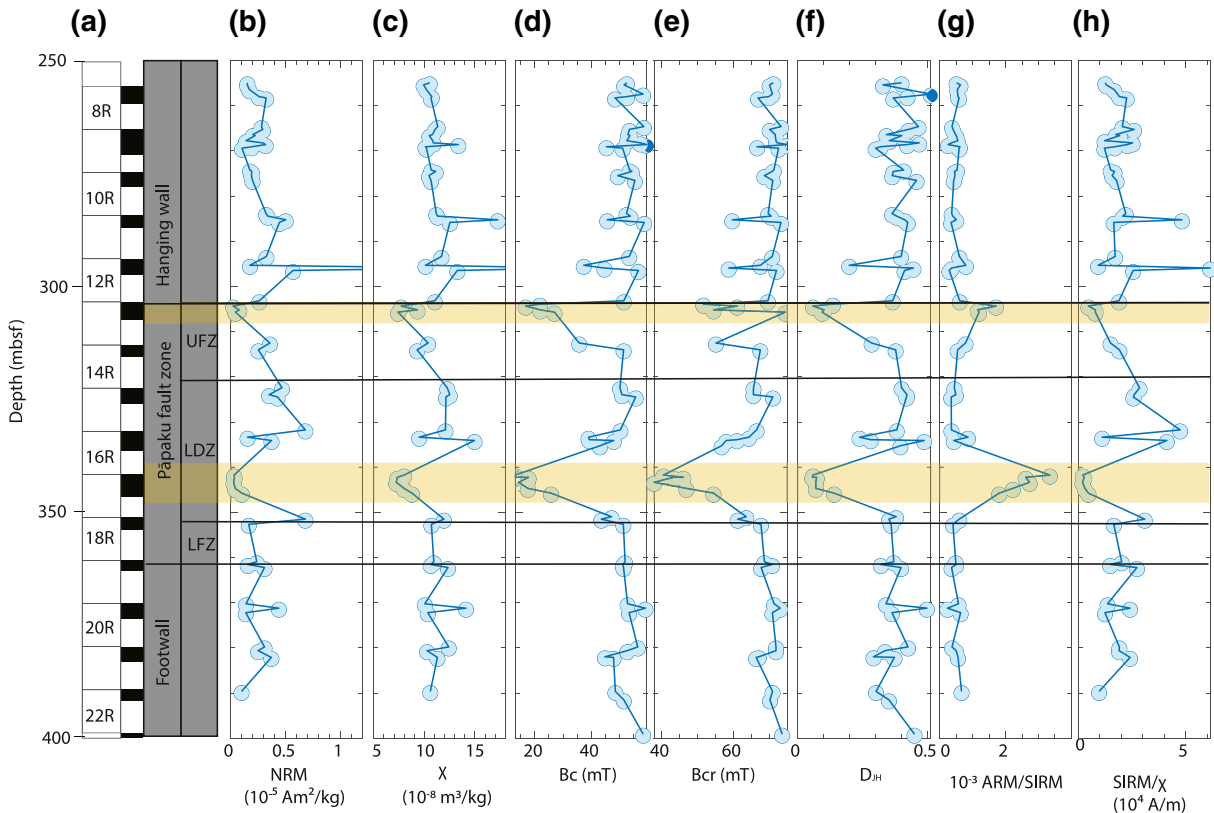 (a) (b) (c) (d) (e) (f) (g) (h)
250
300
350
400
Depth (mbsf)
8R
10R
12R
14R
16R
18R
20R
22R
Hanging wall
Pāpaku fault zone
Footwall
UFZ
LDZ
LFZ
0 0.5 1
NRM
(10⁻⁵ Am²/kg)
5 10 15
χ
(10⁻⁸ m³/kg)
20 40
Bc (mT)
40 60
Bcr (mT)
0 0.5
DJH
0 2
10⁻³ ARM/SIRM
0 5
SIRM/χ
(10⁴ A/m)